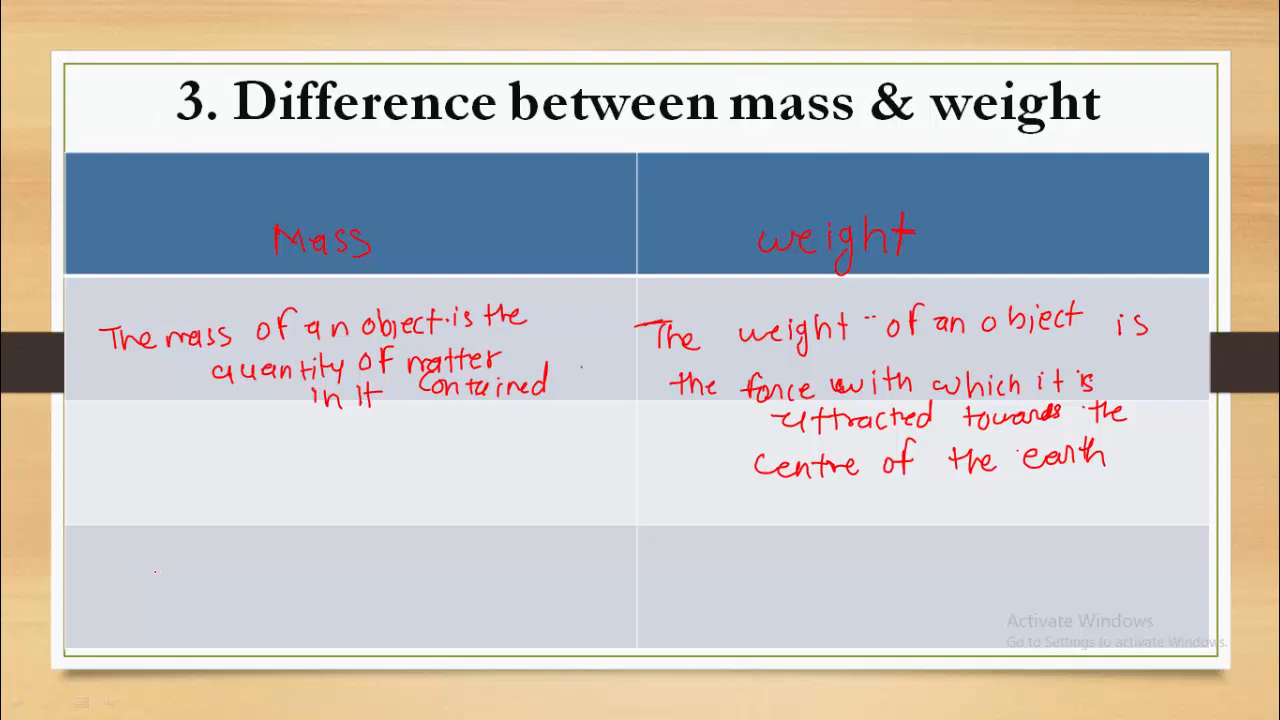 3. Difference between mass & weight
Mass
weight
The mass of an object is the
quantity of matter
contained
in it
The weight of an object is
the force with which it is
attracted towards the
centre of the earth
Activate Windows
Go to Settings to activate Windows.